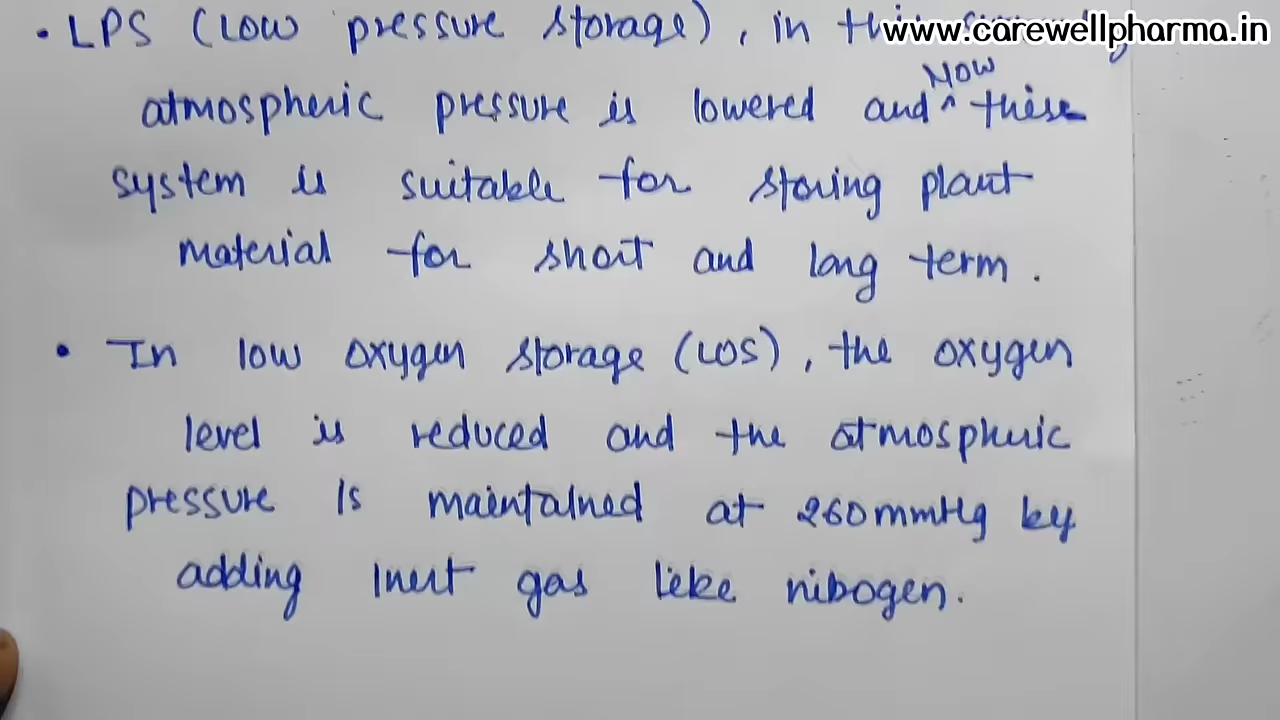 www.carewellpharma.in
• LPS (Low pressure storage), in this
atmospheric pressure is lowered and Now these
system is suitable for storing plant
material for short and long term.
• In low oxygen storage (LOS), the oxygen
level is reduced and the atmospheric
pressure is maintained at 260mmHg by
adding inert gas like nitrogen.